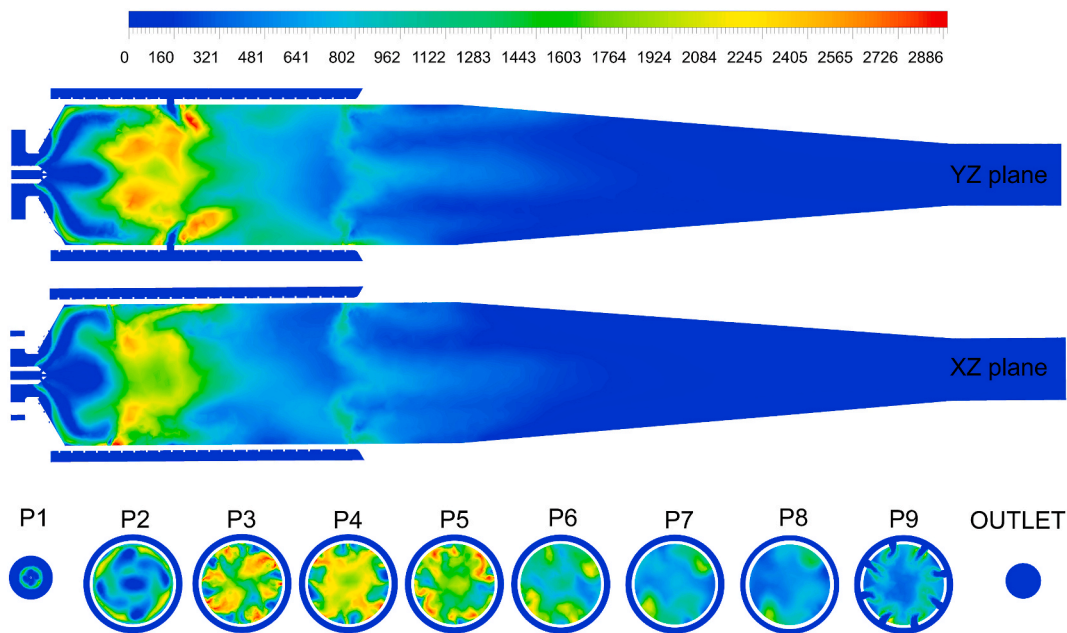 0 160 321 481 641 802 962 1122 1283 1443 1603 1764 1924 2084 2245 2405 2565 2726 2886
YZ plane
XZ plane
P1 P2 P3 P4 P5 P6 P7 P8 P9 OUTLET